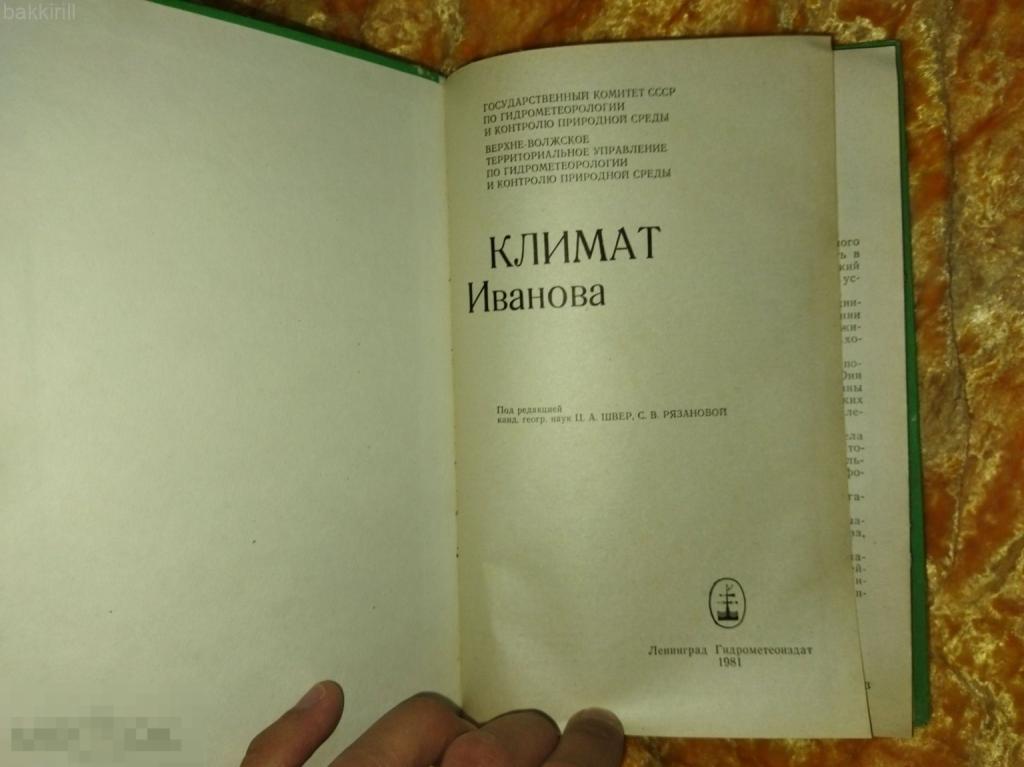 bakkirill
ГОСУДАРСТВЕННЫЙ КОМИТЕТ СССР
ПО ГИДРОМЕТЕОРОЛОГИИ
И КОНТРОЛЮ ПРИРОДНОЙ СРЕДЫ
ВЕРХНЕ-ВОЛЖСКОЕ
ТЕРРИТОРИАЛЬНОЕ УПРАВЛЕНИЕ
ПО ГИДРОМЕТЕОРОЛОГИИ
И КОНТРОЛЮ ПРИРОДНОЙ СРЕДЫ
КЛИМАТ
Иванова
Под редакцией
канд. геогр. наук Ц. А. ШВЕР, С. В. РЯЗАНОВОЙ
Ленинград Гидрометеоиздат
1981